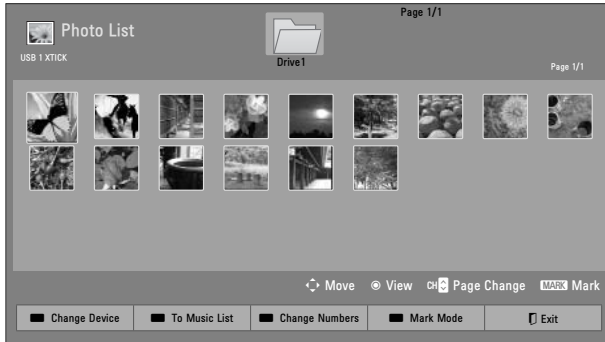 Page 1/1
Photo List
USB 1 XTICK
Drive1
Page 1/1
Move View CH Page Change MARK Mark
Change Device To Music List Change Numbers Mark Mode Exit